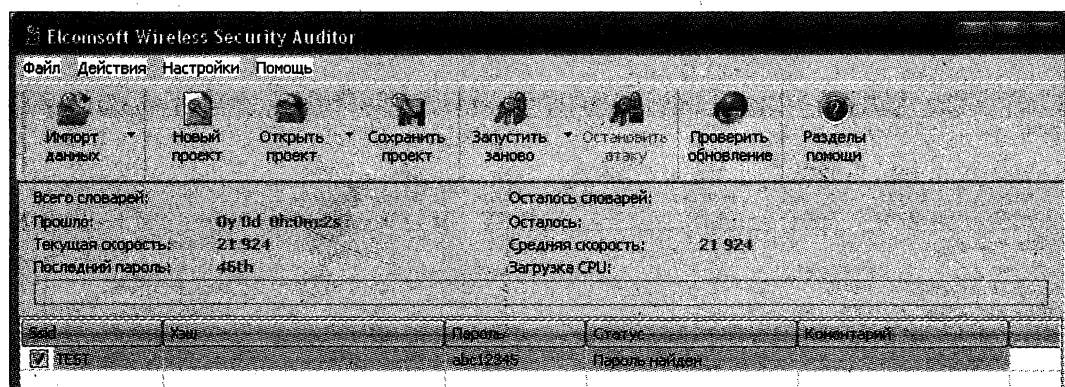 Elcomsoft Wireless Security Auditor
Файл Действия Настройки Помощь
Импорт данных Новый проект Открыть проект Сохранить проект Запустить заново Остановить атаку Проверить обновление Разделы помощи
Всего словарей: Осталось словарей:
Прошло: 0y 0d 0h:0m:2s Осталось:
Текущая скорость: 21 924 Средняя скорость: 21 924
Последний пароль: 46th Загрузка CPU:
Ssid Хэш Пароль Статус Коментарий
TEST abc12345 Пароль найден